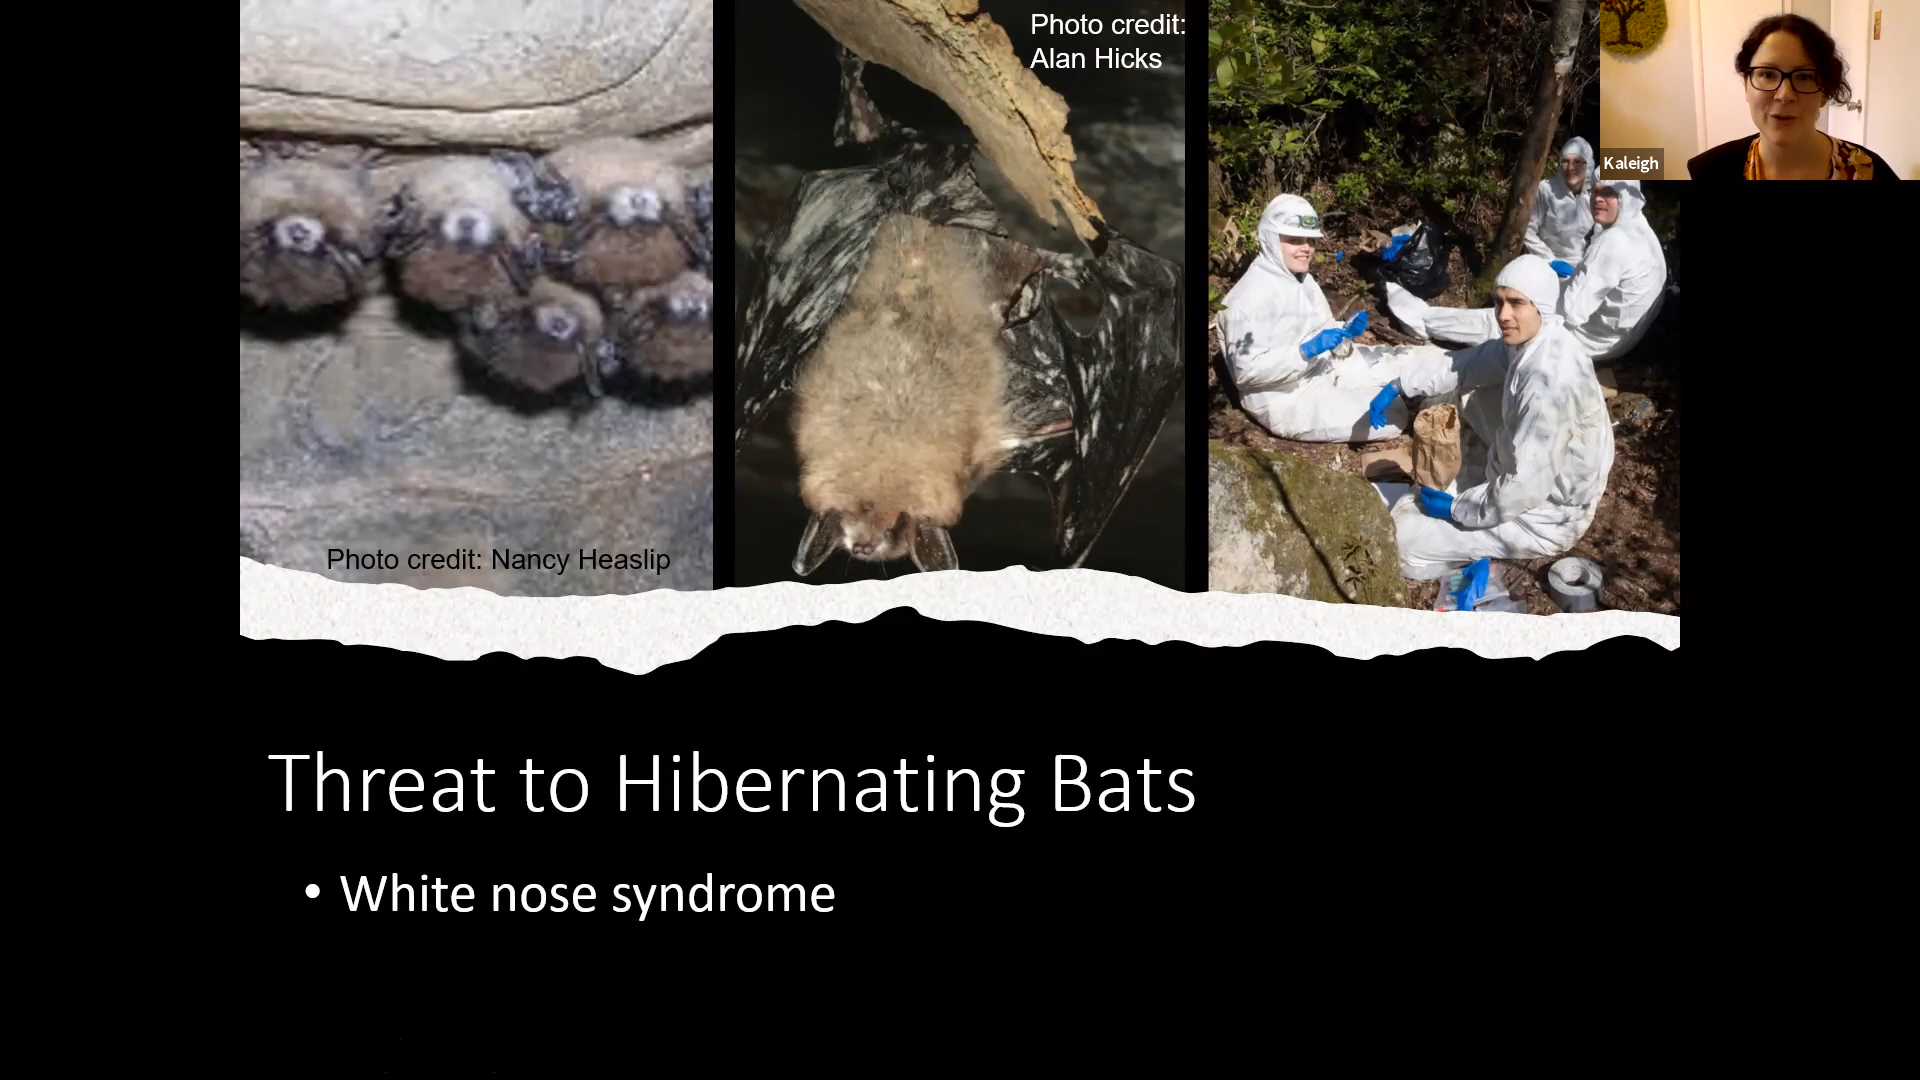 Photo credit:
Alan Hicks
Kaleigh
Photo credit: Nancy Heaslip
Threat to Hibernating Bats
• White nose syndrome